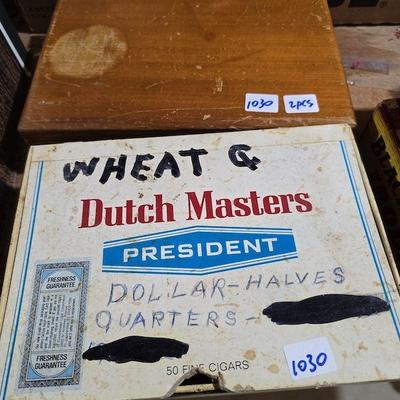 1030 2pcs
WHEAT ¢
Dutch Masters
PRESIDENT
DOLLAR-HALVES
QUARTERS-
FRESHNESS
GUARANTEE
FRESHNESS
GUARANTEE
50 FINE CIGARS
1030